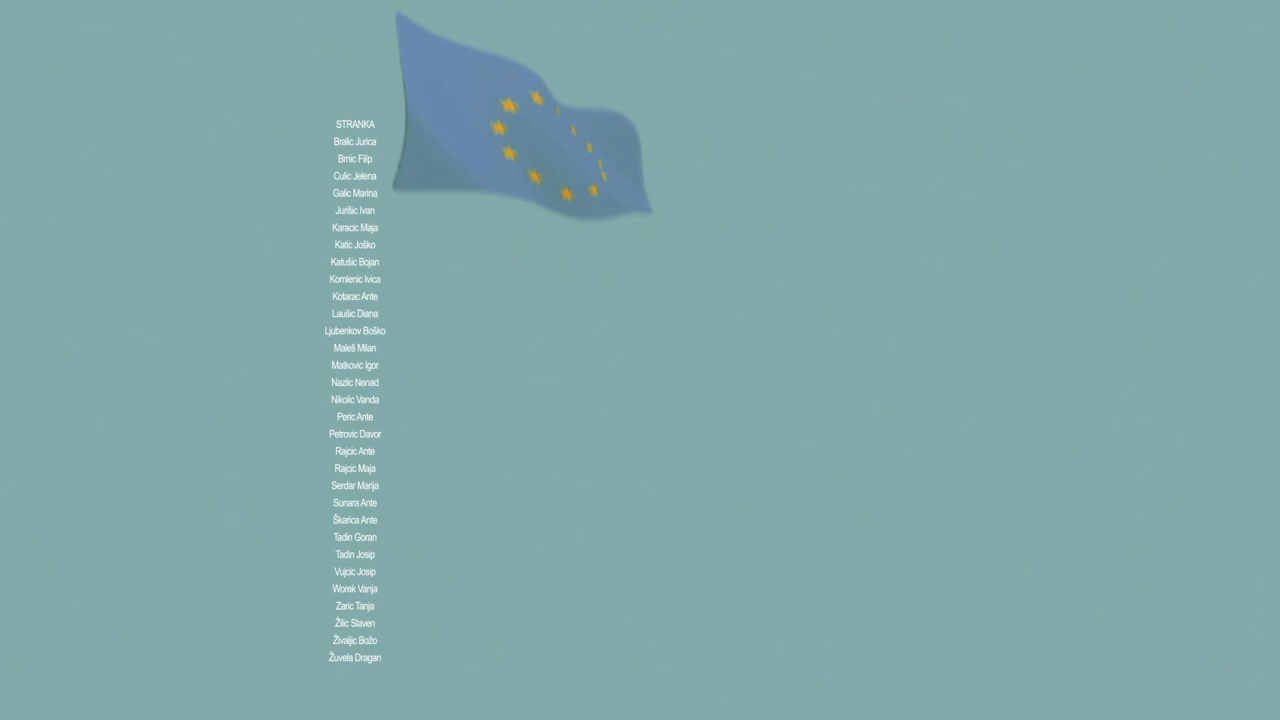 STRANKA
Bralic Jurica
Brnic Filip
Culic Jelena
Galic Marina
Jurišic Ivan
Karacic Maja
Katic Joško
Katušic Bojan
Komlenic Ivica
Kotarac Ante
Laušic Diana
Ljubenkov Boško
Maleš Milan
Matkovic Igor
Nazlic Nenad
Nikolic Vanda
Peric Ante
Petrovic Davor
Rajcic Ante
Rajcic Maja
Serdar Marija
Sunara Ante
Škarica Ante
Tadin Goran
Tadin Josip
Vujcic Josip
Worek Vanja
Zaric Tanja
Žilic Slaven
Živaljic Božo
Žuvela Dragan